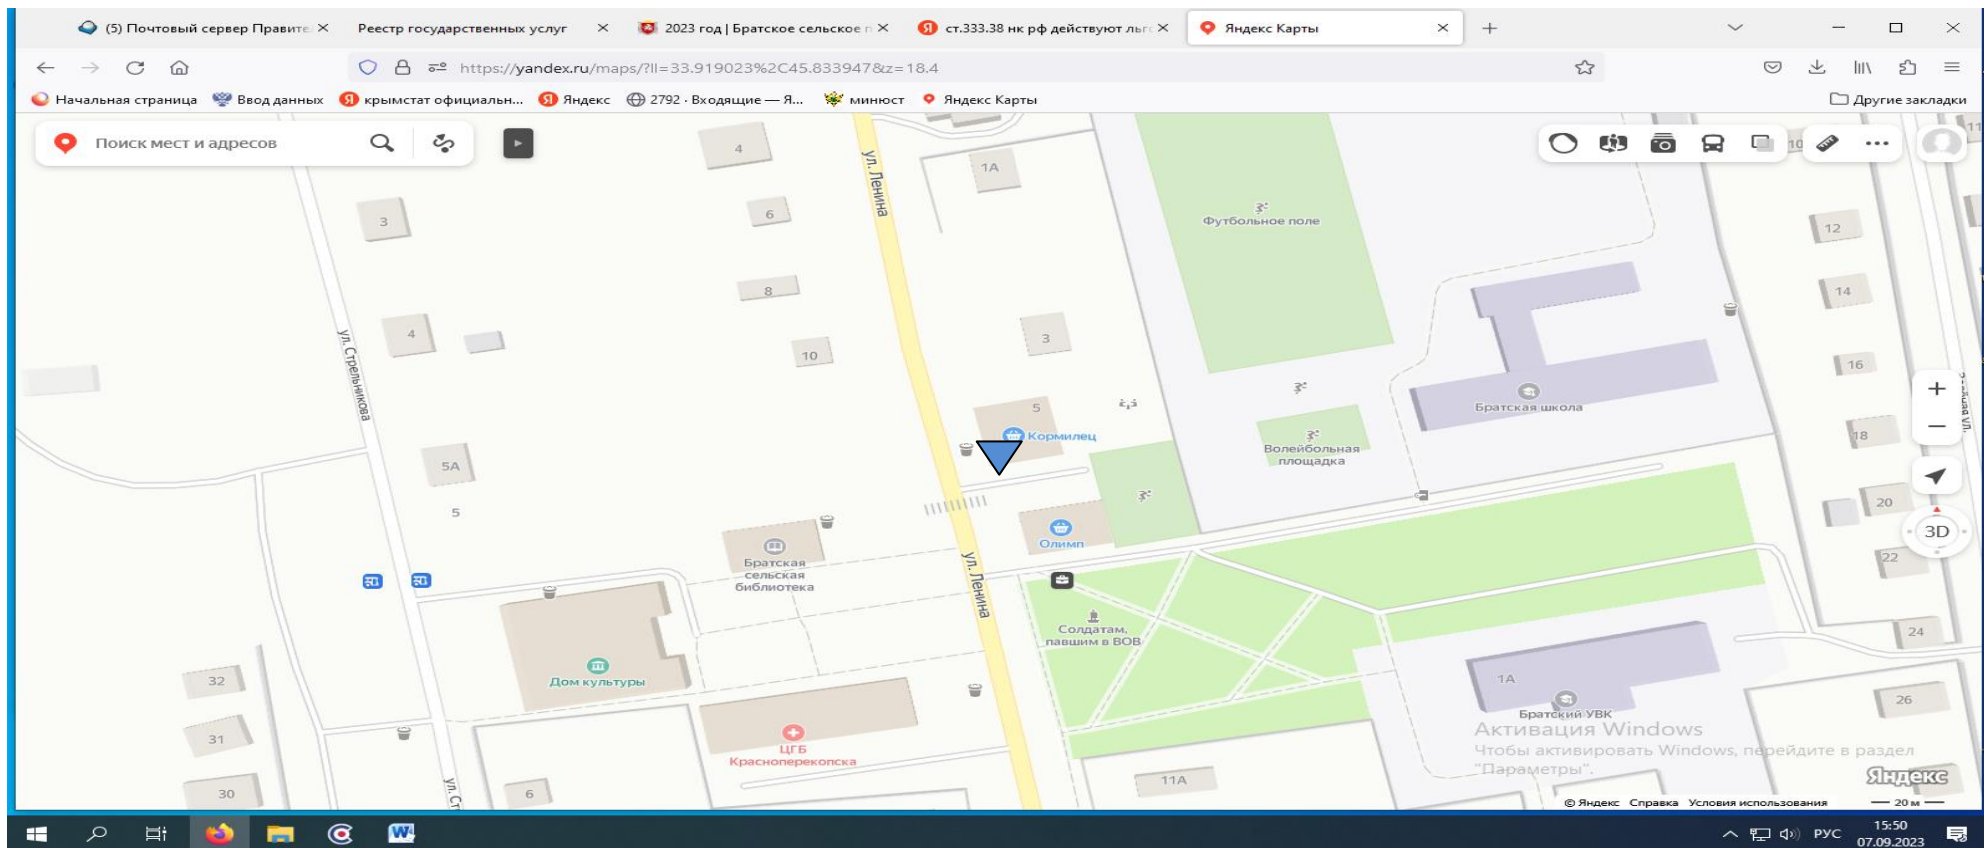 (5) Почтовый сервер Правите
Реестр государственных услуг
2023 год | Братское сельское п
ст.333.38 нк рф действуют льго
Яндекс Карты
https://yandex.ru/maps/?ll=33.919023%2C45.833947&z=18.4
Начальная страница
Ввод данных
крымстат официальн...
Яндекс
2792 · Входящие — Я...
минюст
Яндекс Карты
Другие закладки
Поиск мест и адресов
4
ул. Ленина
1А
10
11
3
6
Футбольное поле
12
8
14
4
ул. Стрельникова
10
3
16
5
Братская школа
Кормилец
18
5А
Волейбольная
площадка
5
20
3D
Олимп
Братская
сельская
библиотека
ул. Ленина
22
Солдатам,
павшим в ВОВ
24
32
Дом культуры
1А
26
Братский УВК
31
ЦГБ
Красноперекопска
Активация Windows
Чтобы активировать Windows, перейдите в раздел
"Параметры".
30
6
11А
Яндекс
© Яндекс Справка Условия использования
20 м
РУС
15:50
07.09.2023